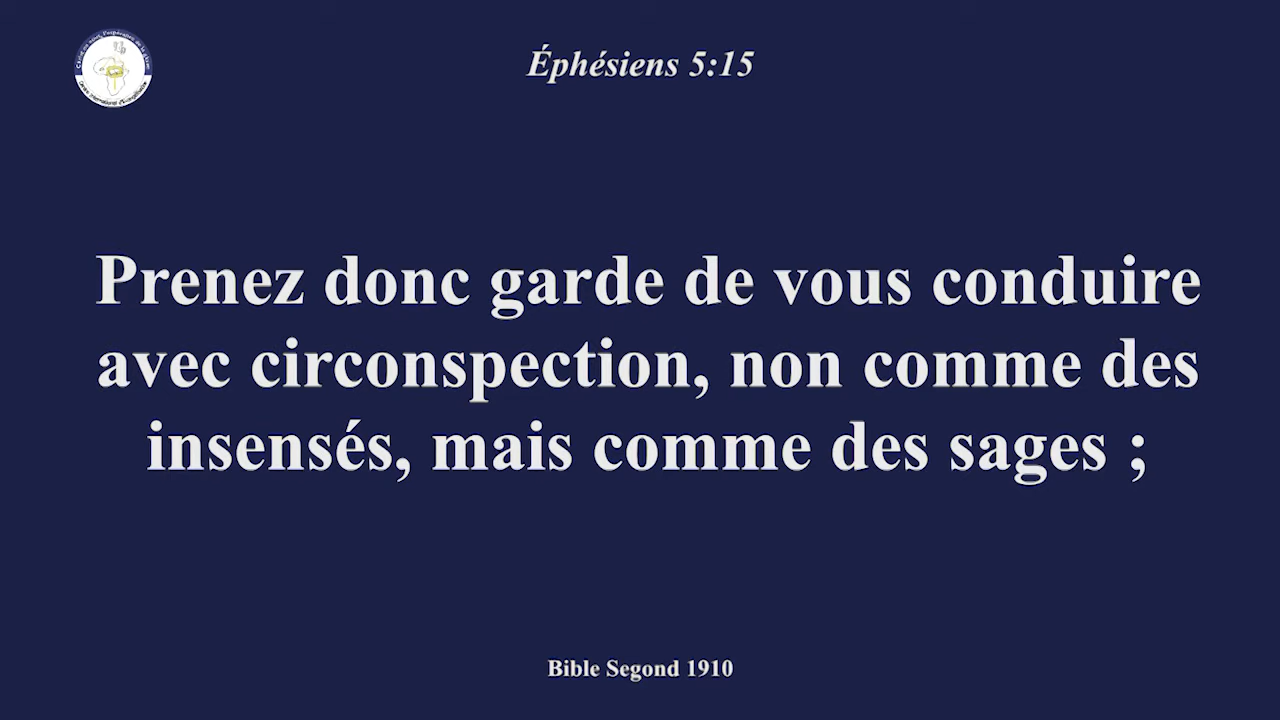 Éphésiens 5:15
Prenez donc garde de vous conduire
avec circonspection, non comme des
insensés, mais comme des sages ;
Bible Segond 1910